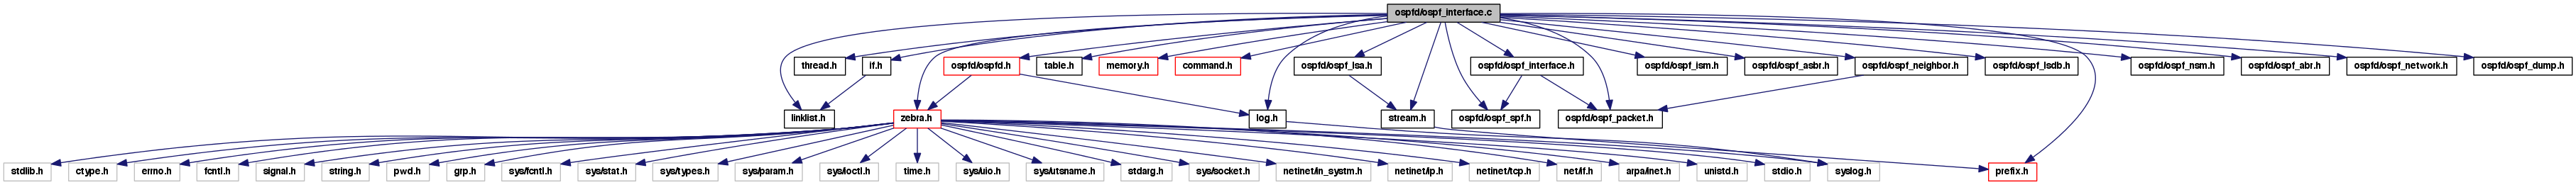 ospfd/ospf_interface.c
thread.h
if.h
ospfd/ospfd.h
table.h
memory.h
command.h
ospfd/ospf_lsa.h
ospfd/ospf_interface.h
ospfd/ospf_ism.h
ospfd/ospf_asbr.h
ospfd/ospf_neighbor.h
ospfd/ospf_lsdb.h
ospfd/ospf_nsm.h
ospfd/ospf_abr.h
ospfd/ospf_network.h
ospfd/ospf_dump.h
linklist.h
zebra.h
log.h
stream.h
ospfd/ospf_spf.h
ospfd/ospf_packet.h
stdlib.h
ctype.h
errno.h
fcntl.h
signal.h
string.h
pwd.h
grp.h
sys/fcntl.h
sys/stat.h
sys/types.h
sys/param.h
sys/ioctl.h
time.h
sys/uio.h
sys/utsname.h
stdarg.h
sys/socket.h
netinet/in_systm.h
netinet/ip.h
netinet/tcp.h
net/if.h
arpa/inet.h
unistd.h
stdio.h
syslog.h
prefix.h